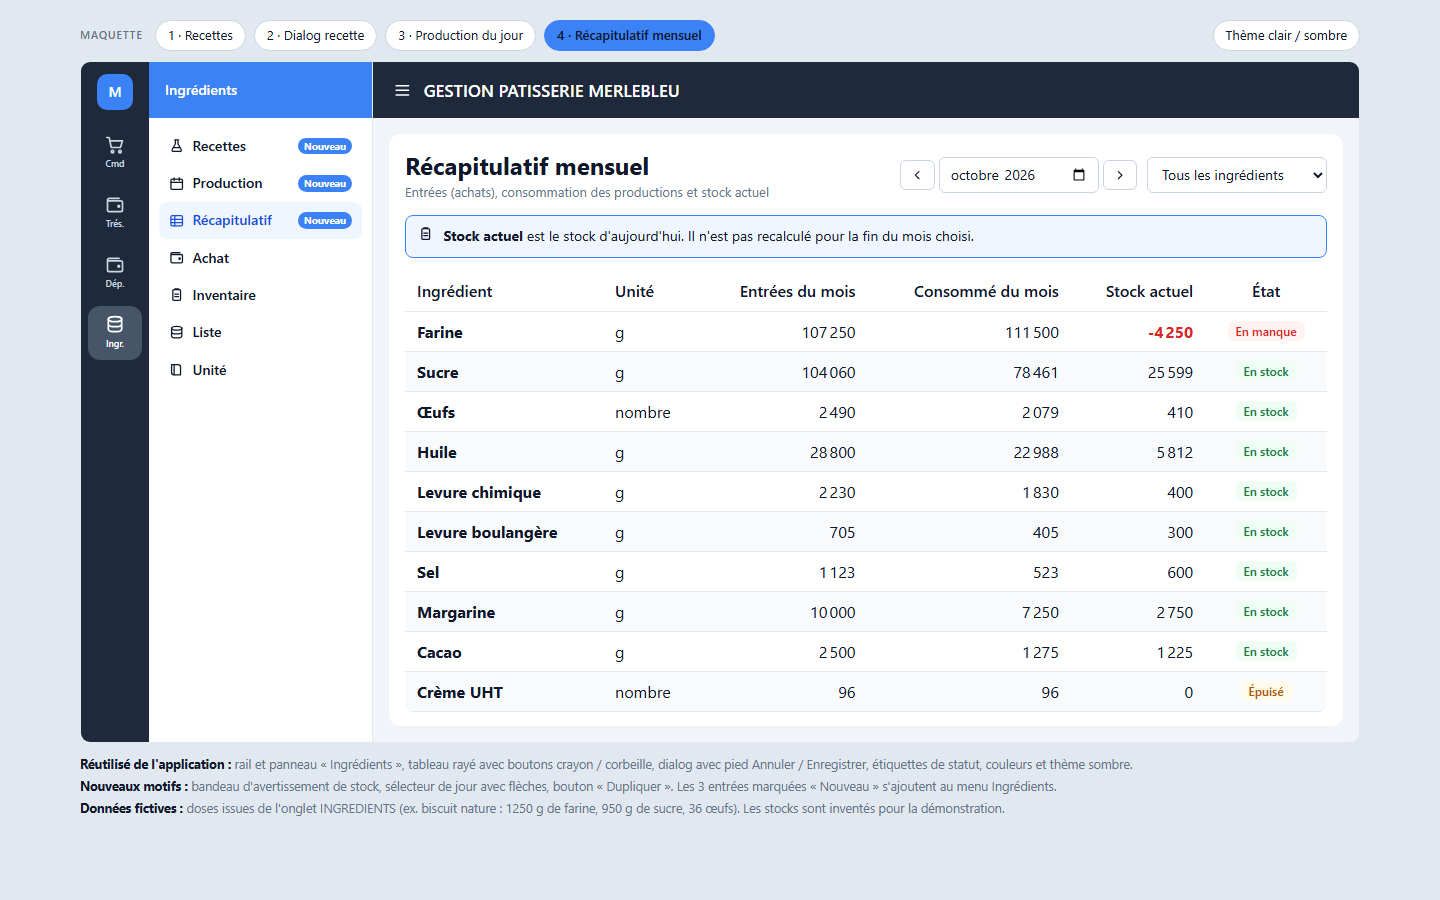 MAQUETTE 1 · Recettes 2 · Dialog recette 3 · Production du jour 4 · Récapitulatif mensuel Thème clair / sombre
M Ingrédients GESTION PATISSERIE MERLEBLEU
Cmd
Trés.
Dép.
Ingr.
Recettes Nouveau
Production Nouveau
Récapitulatif Nouveau
Achat
Inventaire
Liste
Unité
Récapitulatif mensuel
Entrées (achats), consommation des productions et stock actuel
octobre 2026 Tous les ingrédients
Stock actuel est le stock d'aujourd'hui. Il n'est pas recalculé pour la fin du mois choisi.
Ingrédient Unité Entrées du mois Consommé du mois Stock actuel État
Farine g 107 250 111 500 -4 250 En manque
Sucre g 104 060 78 461 25 599 En stock
Œufs nombre 2 490 2 079 410 En stock
Huile g 28 800 22 988 5 812 En stock
Levure chimique g 2 230 1 830 400 En stock
Levure boulangère g 705 405 300 En stock
Sel g 1 123 523 600 En stock
Margarine g 10 000 7 250 2 750 En stock
Cacao g 2 500 1 275 1 225 En stock
Crème UHT nombre 96 96 0 Épuisé
Réutilisé de l'application : rail et panneau « Ingrédients », tableau rayé avec boutons crayon / corbeille, dialog avec pied Annuler / Enregistrer, étiquettes de statut, couleurs et thème sombre.
Nouveaux motifs : bandeau d'avertissement de stock, sélecteur de jour avec flèches, bouton « Dupliquer ». Les 3 entrées marquées « Nouveau » s'ajoutent au menu Ingrédients.
Données fictives : doses issues de l'onglet INGREDIENTS (ex. biscuit nature : 1250 g de farine, 950 g de sucre, 36 œufs). Les stocks sont inventés pour la démonstration.